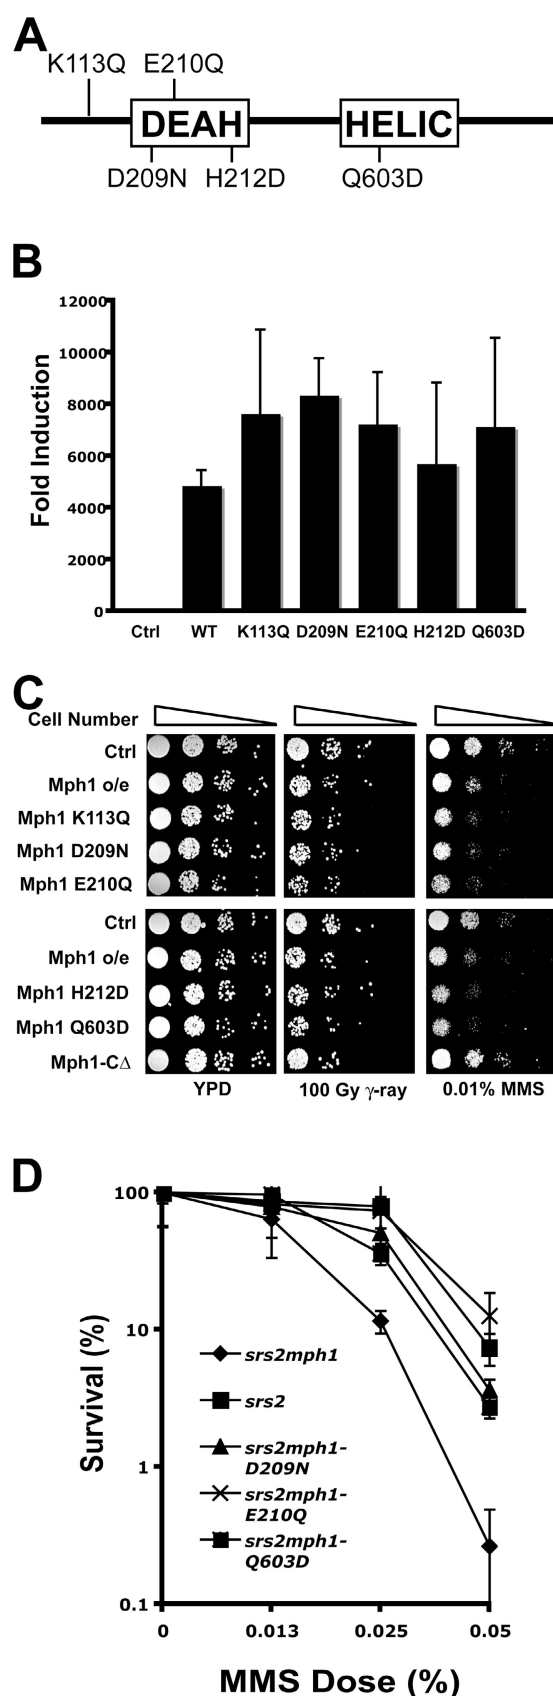 A
K113Q E210Q
DEAH HELIC
D209N H212D Q603D
B
12000
10000
8000
6000
4000
2000
0
Fold Induction
Ctrl WT K113Q D209N E210Q H212D Q603D
C
Cell Number
Ctrl
Mph1 o/e
Mph1 K113Q
Mph1 D209N
Mph1 E210Q
Ctrl
Mph1 o/e
Mph1 H212D
Mph1 Q603D
Mph1-CΔ
YPD 100 Gy γ-ray 0.01% MMS
D
100
10
1
0.1
Survival (%)
srs2mph1
srs2
srs2mph1-
D209N
srs2mph1-
E210Q
srs2mph1-
Q603D
0 0.013 0.025 0.05
MMS Dose (%)